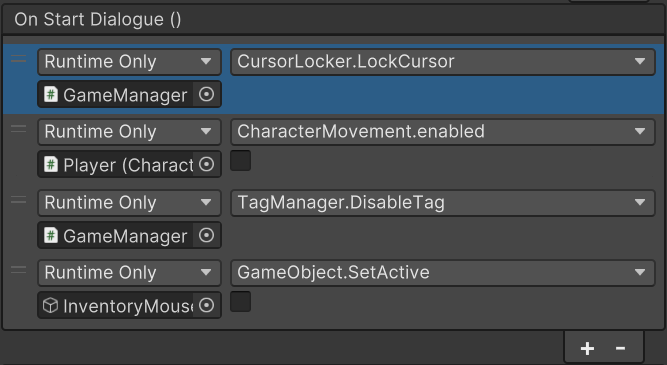 On Start Dialogue ()
Runtime Only CursorLocker.LockCursor
GameManager
Runtime Only CharacterMovement.enabled
Player (Charact
Runtime Only TagManager.DisableTag
GameManager
Runtime Only GameObject.SetActive
InventoryMous
+ -